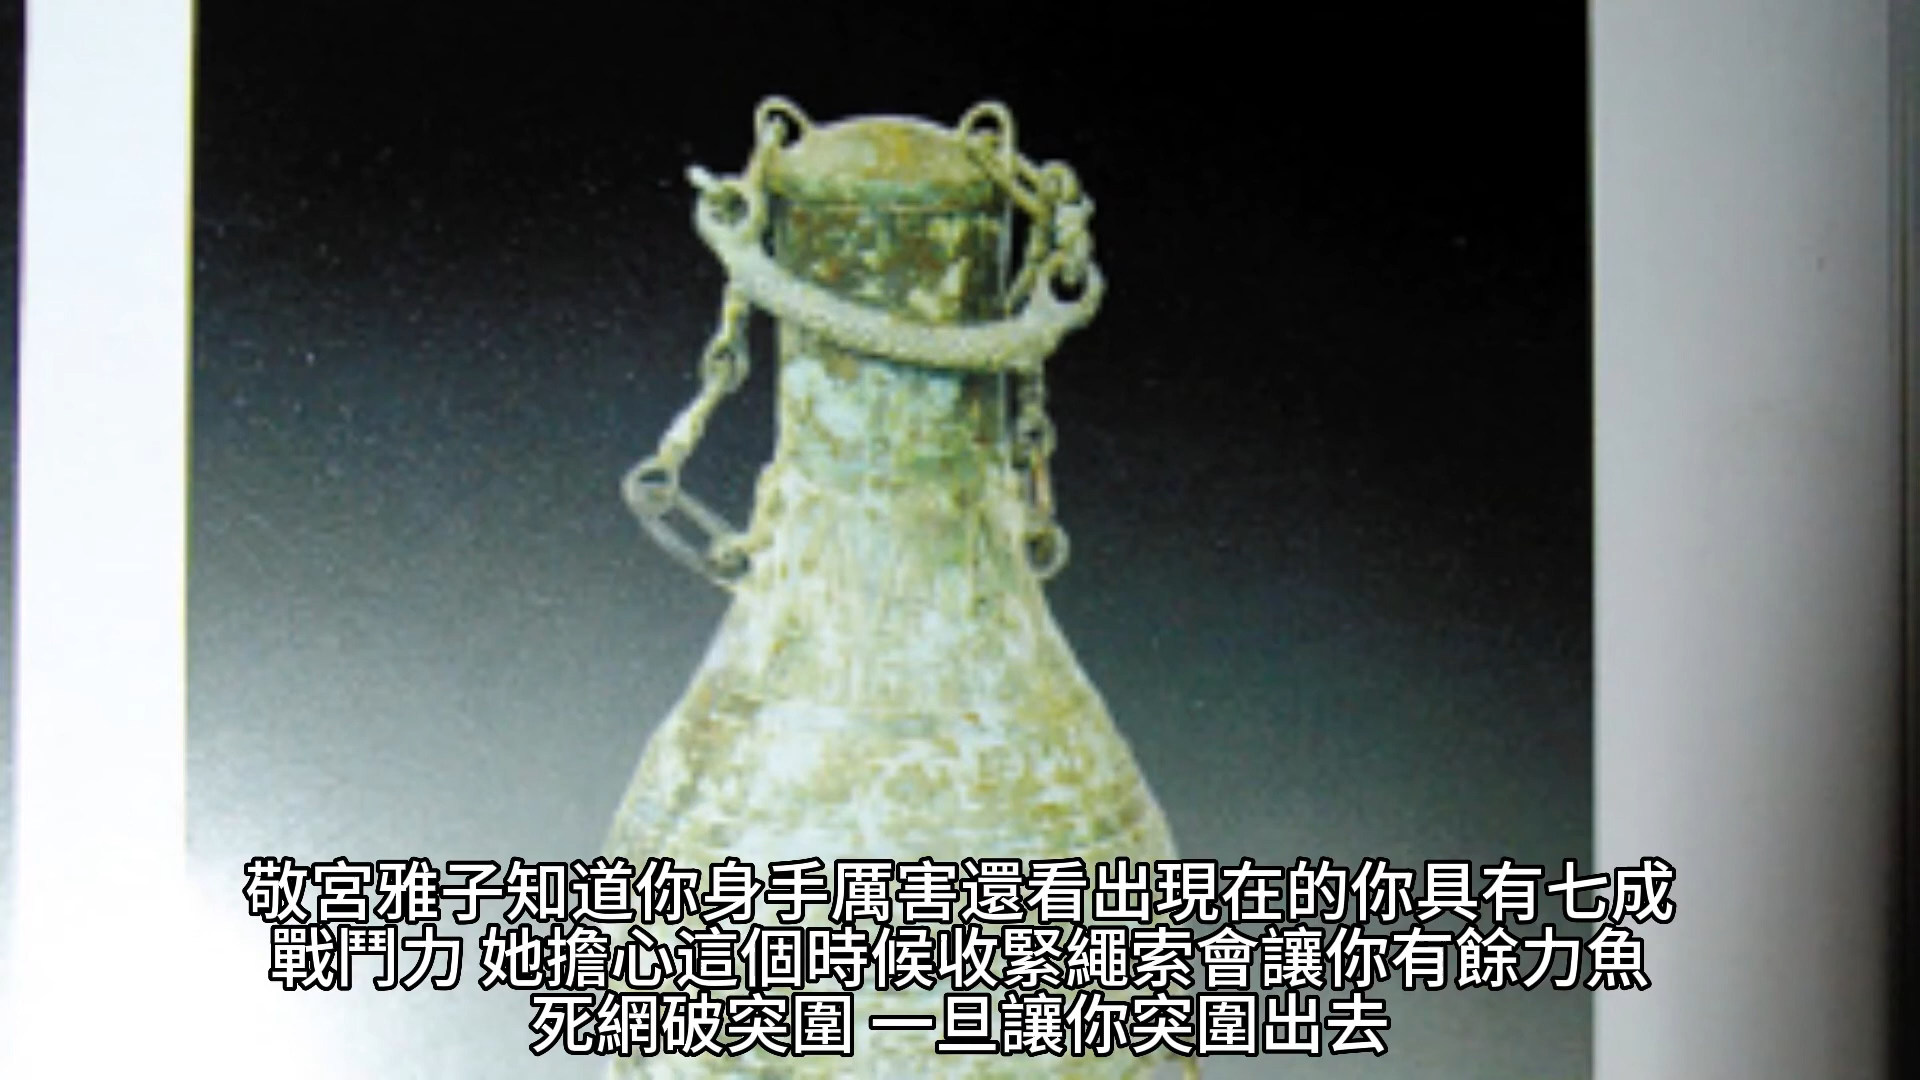 敬宮雅子知道你身手厲害還看出現在的你具有七成
戰鬥力 她擔心這個時候收緊繩索會讓你有餘力魚
死網破突圍 一旦讓你突圍出去